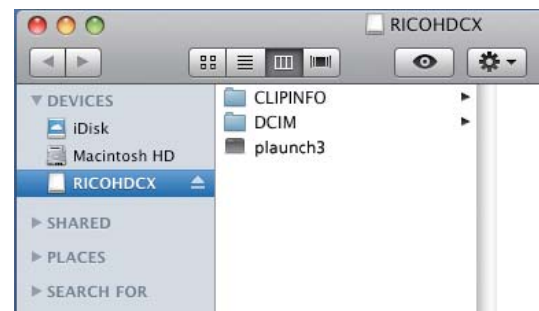 RICOHDCX
DEVICES
iDisk
Macintosh HD
RICOHDCX
SHARED
PLACES
SEARCH FOR
CLIPINFO
DCIM
plaunch3